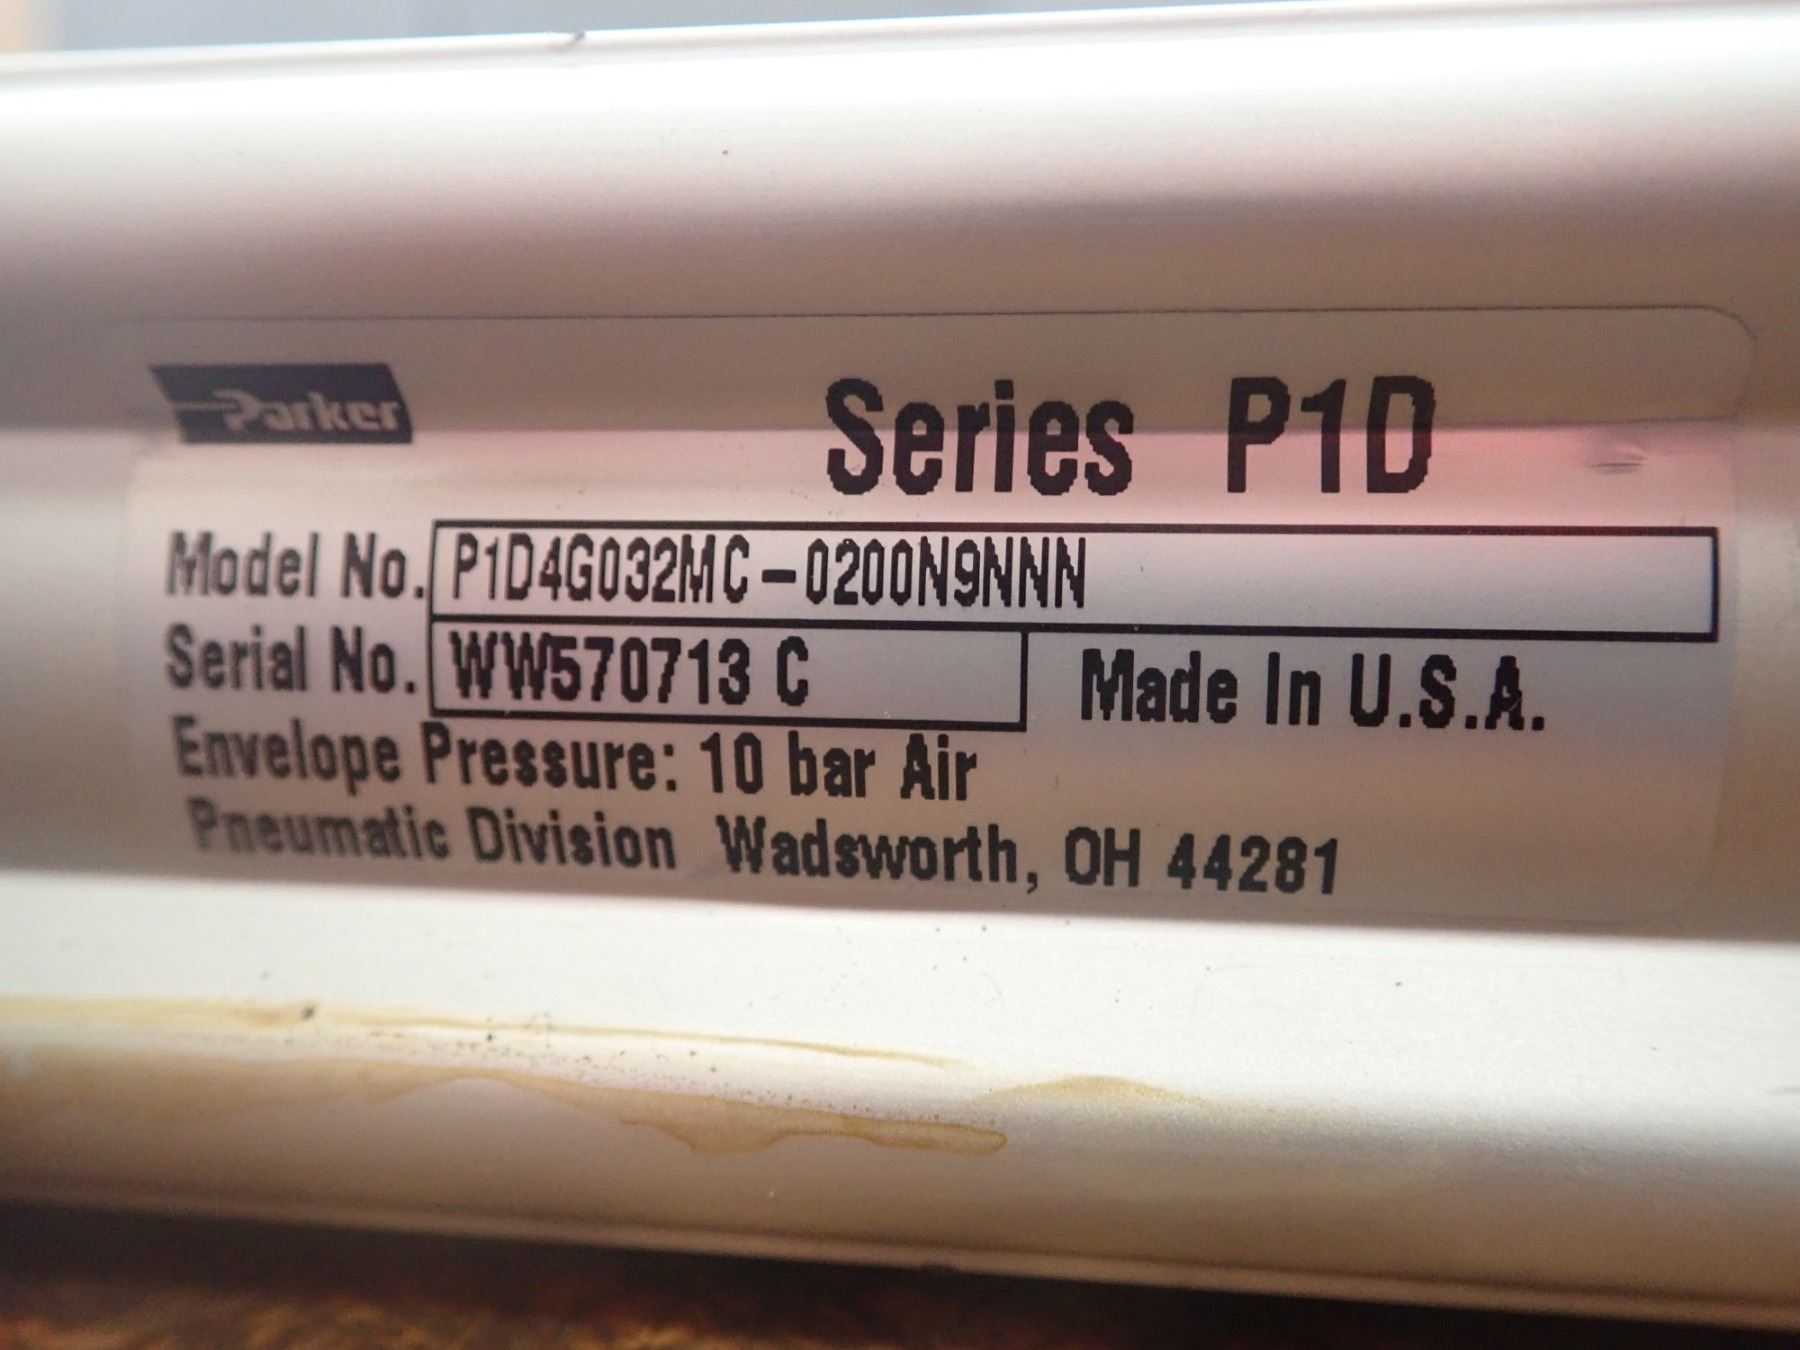 Parker
Series P1D
Model No. P1D4G032MC-0200N9NNN
Serial No. WW570713 C Made In U.S.A.
Envelope Pressure: 10 bar Air
Pneumatic Division Wadsworth, OH 44281